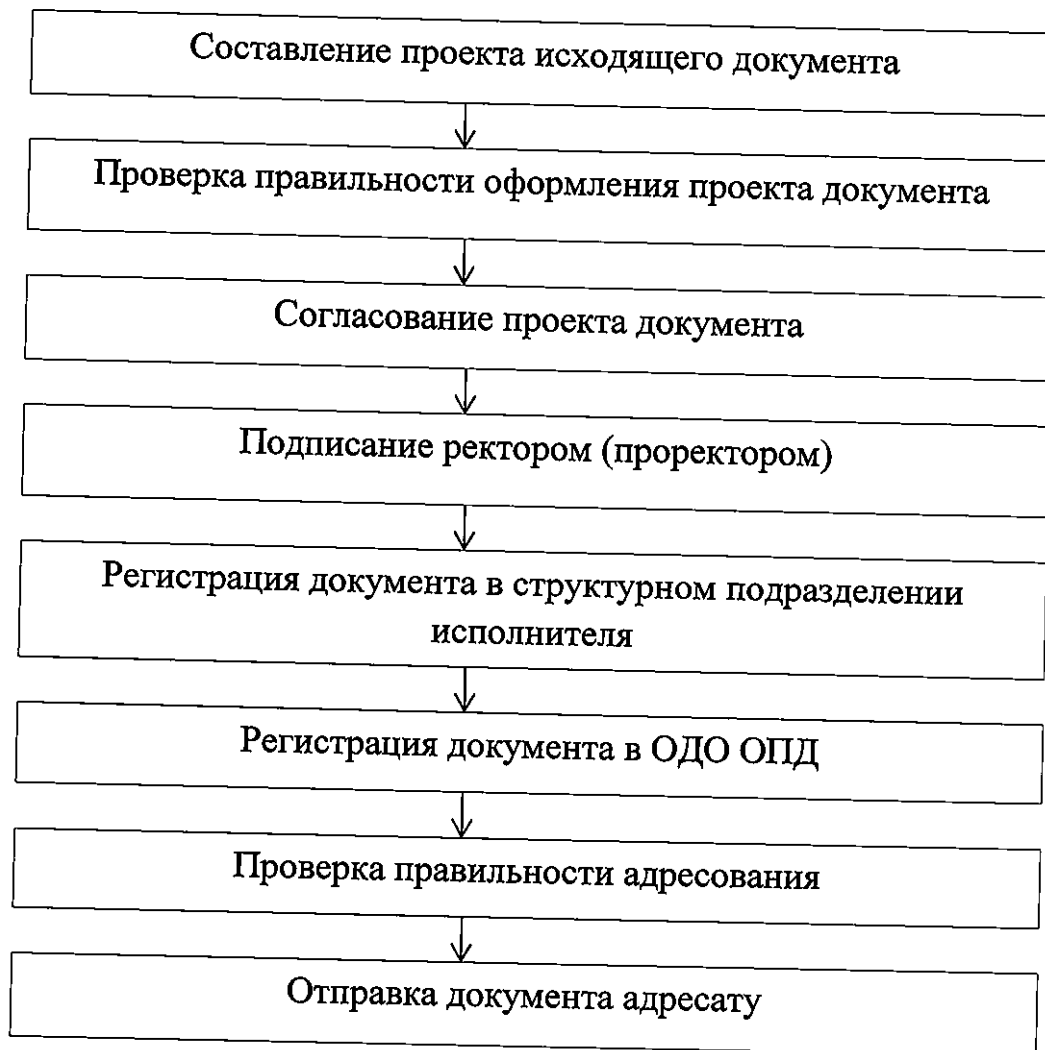 Составление проекта исходящего документа
Проверка правильности оформления проекта документа
Согласование проекта документа
Подписание ректором (проректором)
Регистрация документа в структурном подразделении
исполнителя
Регистрация документа в ОДО ОПД
Проверка правильности адресования
Отправка документа адресату